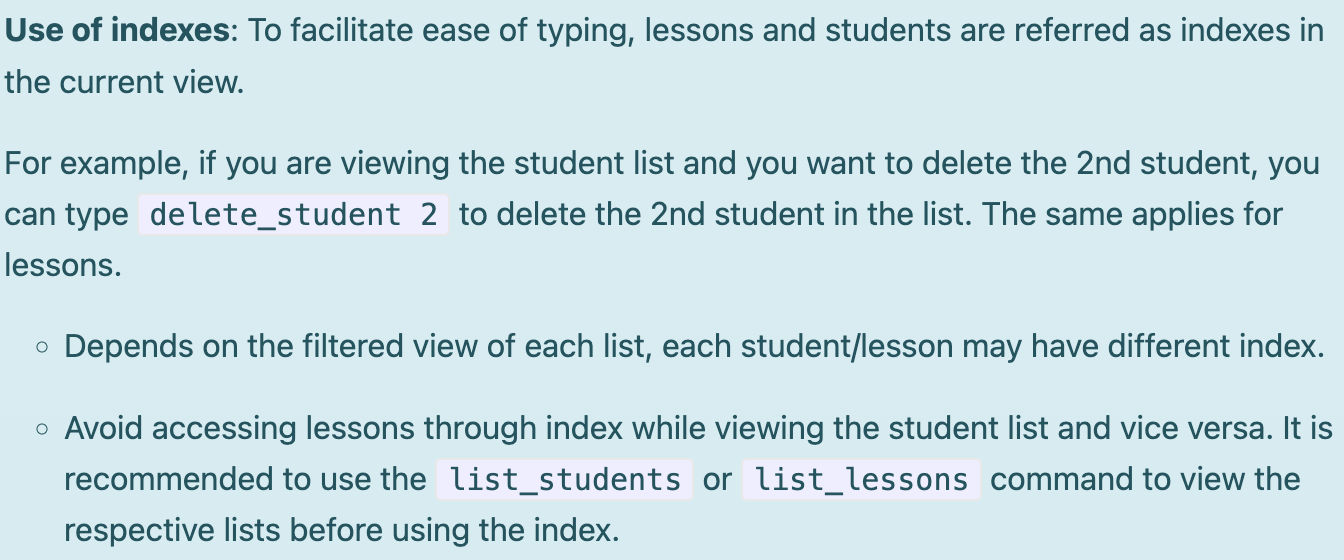 Use of indexes: To facilitate ease of typing, lessons and students are referred as indexes in
the current view.
For example, if you are viewing the student list and you want to delete the 2nd student, you
can type delete_student 2 to delete the 2nd student in the list. The same applies for
lessons.
○ Depends on the filtered view of each list, each student/lesson may have different index.
○ Avoid accessing lessons through index while viewing the student list and vice versa. It is
recommended to use the list_students or list_lessons command to view the
respective lists before using the index.